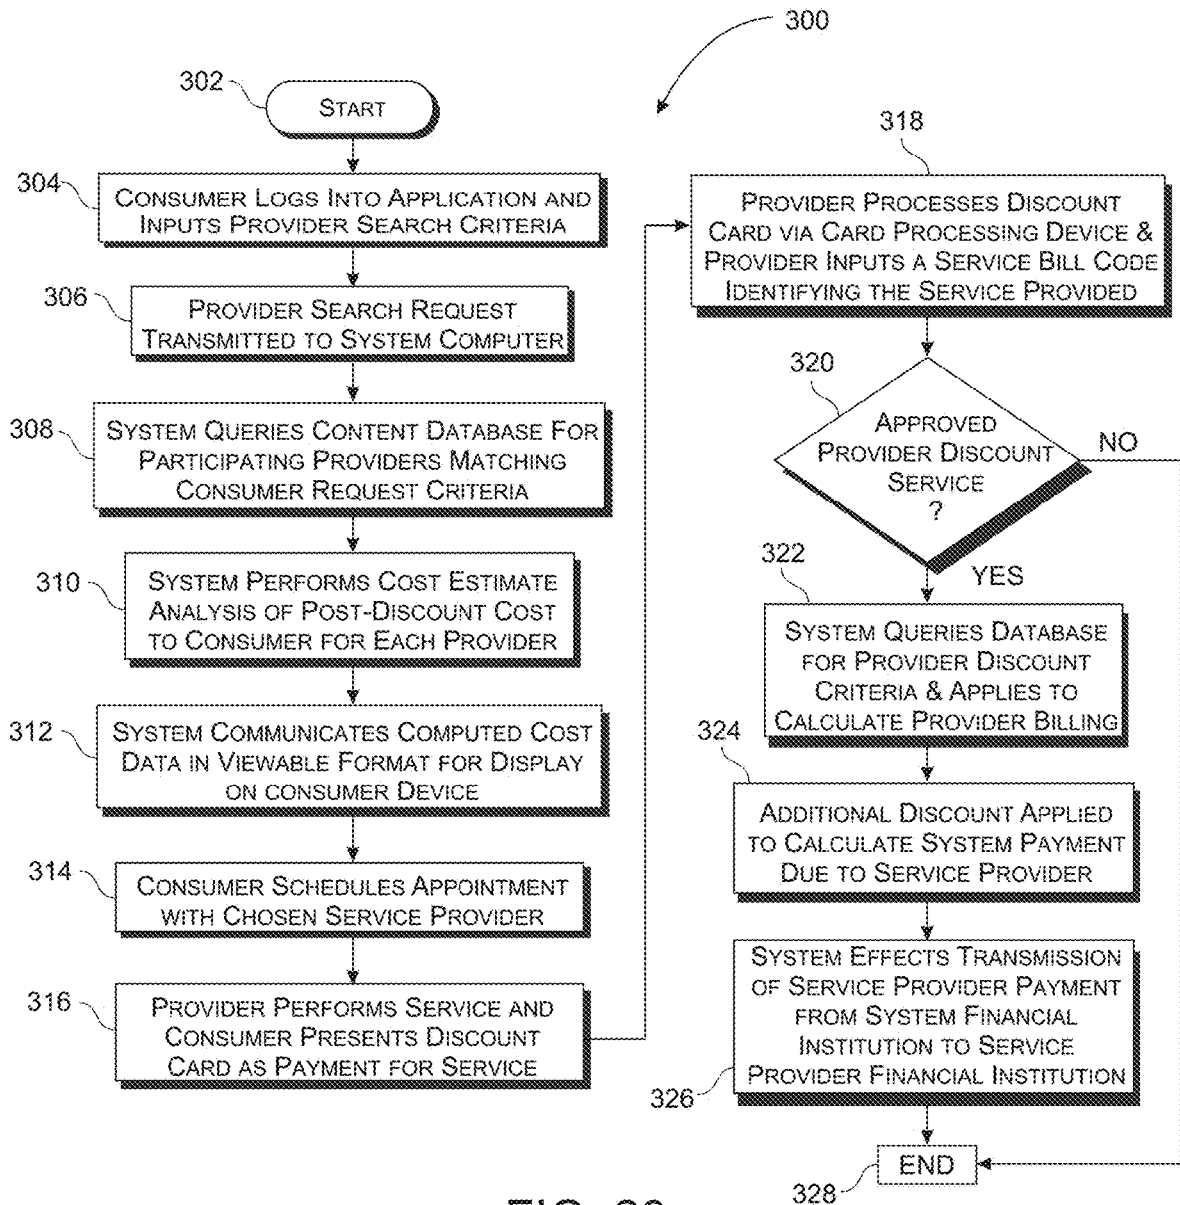 300
302
START
304
CONSUMER LOGS INTO APPLICATION AND
INPUTS PROVIDER SEARCH CRITERIA
306
PROVIDER SEARCH REQUEST
TRANSMITTED TO SYSTEM COMPUTER
308
SYSTEM QUERIES CONTENT DATABASE FOR
PARTICIPATING PROVIDERS MATCHING
CONSUMER REQUEST CRITERIA
310
SYSTEM PERFORMS COST ESTIMATE
ANALYSIS OF POST-DISCOUNT COST
TO CONSUMER FOR EACH PROVIDER
312
SYSTEM COMMUNICATES COMPUTED COST
DATA IN VIEWABLE FORMAT FOR DISPLAY
ON CONSUMER DEVICE
314
CONSUMER SCHEDULES APPOINTMENT
WITH CHOSEN SERVICE PROVIDER
316
PROVIDER PERFORMS SERVICE AND
CONSUMER PRESENTS DISCOUNT
CARD AS PAYMENT FOR SERVICE
318
PROVIDER PROCESSES DISCOUNT
CARD VIA CARD PROCESSING DEVICE &
PROVIDER INPUTS A SERVICE BILL CODE
IDENTIFYING THE SERVICE PROVIDED
320
APPROVED
PROVIDER DISCOUNT
SERVICE
?
NO
YES
322
SYSTEM QUERIES DATABASE
FOR PROVIDER DISCOUNT
CRITERIA & APPLIES TO
CALCULATE PROVIDER BILLING
324
ADDITIONAL DISCOUNT APPLIED
TO CALCULATE SYSTEM PAYMENT
DUE TO SERVICE PROVIDER
326
SYSTEM EFFECTS TRANSMISSION
OF SERVICE PROVIDER PAYMENT
FROM SYSTEM FINANCIAL
INSTITUTION TO SERVICE
PROVIDER FINANCIAL INSTITUTION
END
328
FIG.